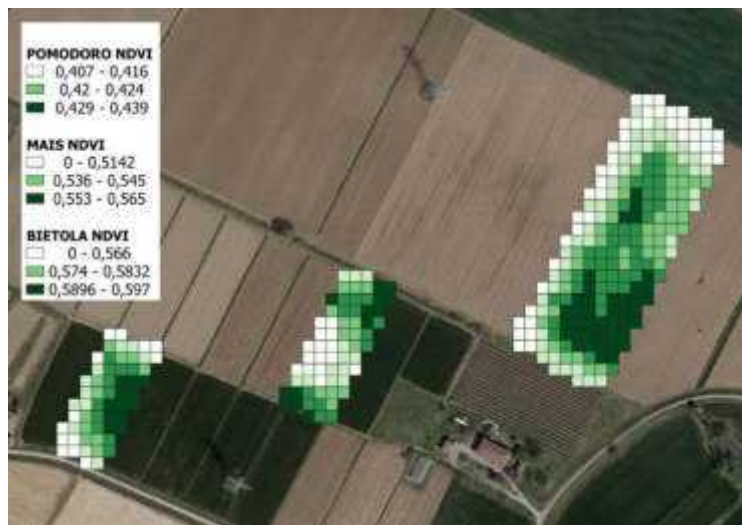 POMODORO NDVI
0,407 - 0,416
0,42 - 0,424
0,429 - 0,439
MAIS NDVI
0 - 0,5142
0,536 - 0,545
0,553 - 0,565
BIETOLA NDVI
0 - 0,566
0,574 - 0,5832
0,5896 - 0,597